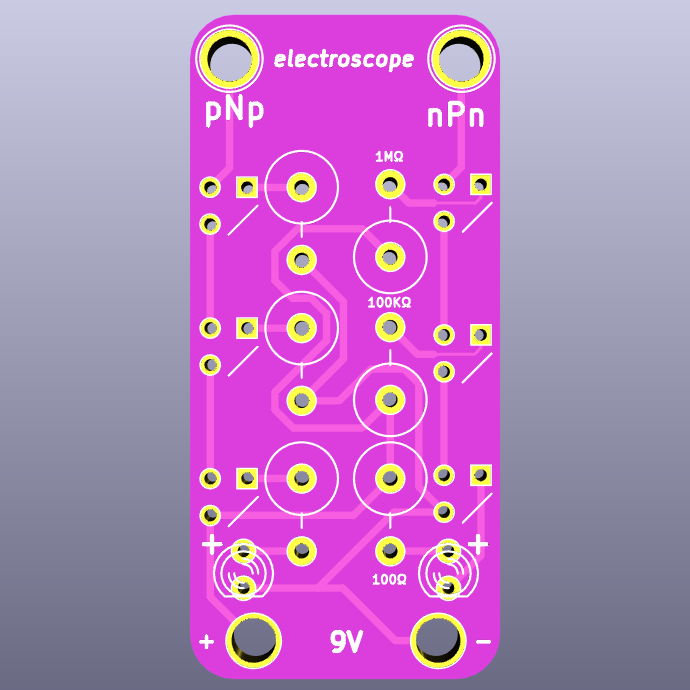 electroscope
pNp
nPn
1MΩ
100KΩ
+ +
100Ω
+ 9V −